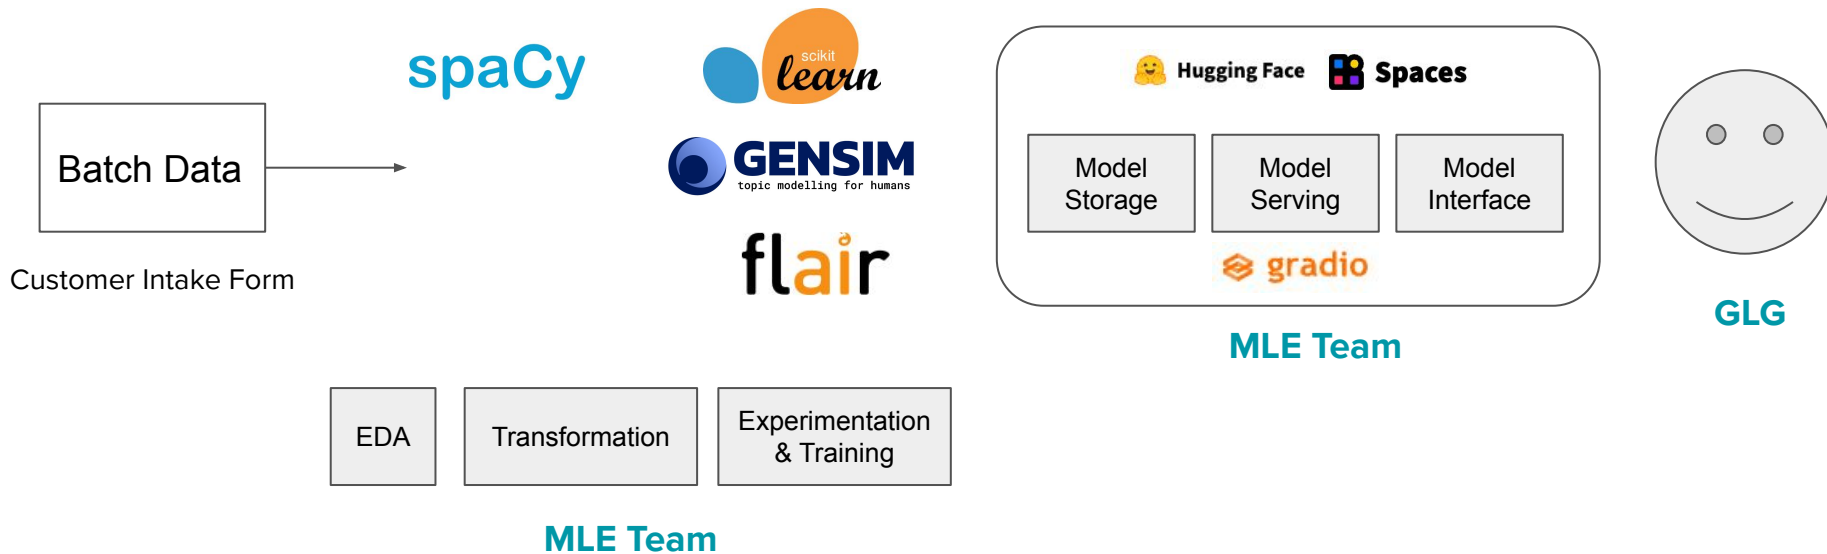 Batch Data
Customer Intake Form
spaCy
scikit
learn
GENSIM
topic modelling for humans
flair
EDA
Transformation
Experimentation
& Training
MLE Team
Hugging Face
Spaces
Model
Storage
Model
Serving
Model
Interface
gradio
MLE Team
GLG